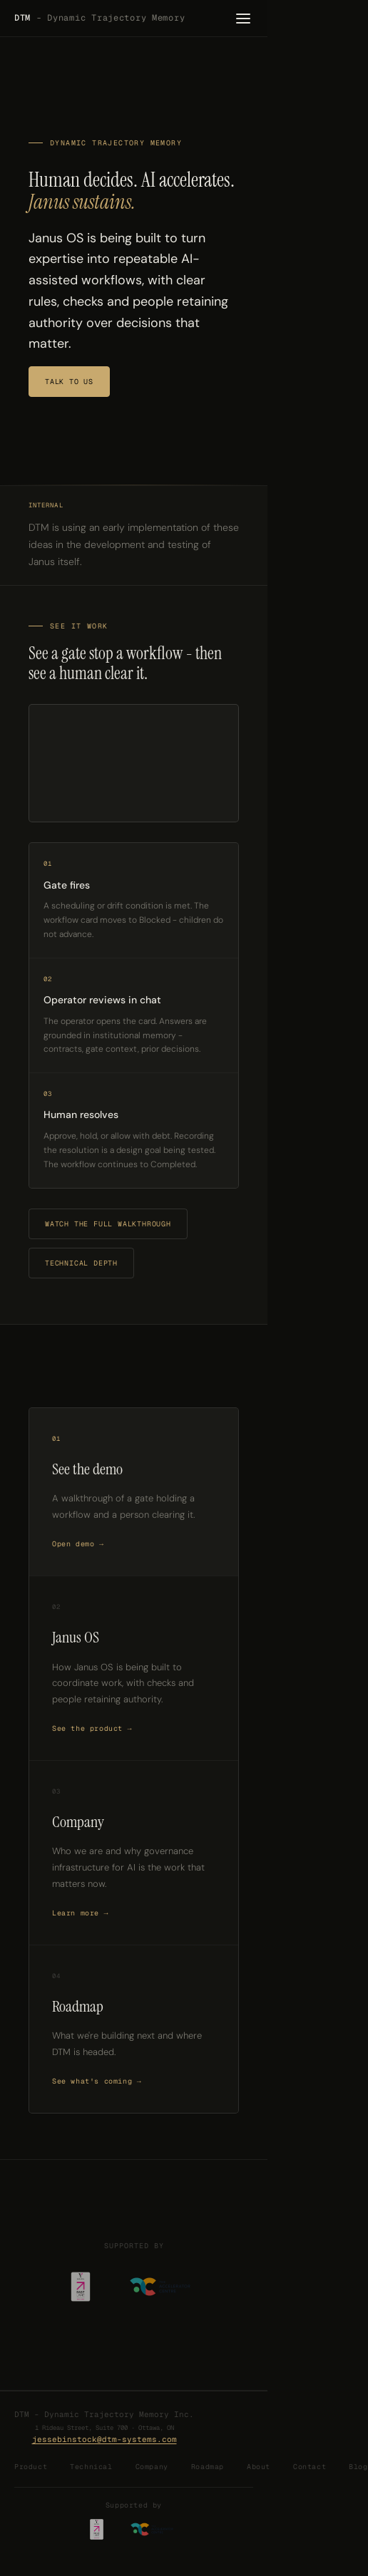 DTM - Dynamic Trajectory Memory
DYNAMIC TRAJECTORY MEMORY
Human decides. AI accelerates.
Janus sustains.
Janus OS is being built to turn
expertise into repeatable AI-
assisted workflows, with clear
rules, checks and people retaining
authority over decisions that
matter.
TALK TO US
INTERNAL
DTM is using an early implementation of these
ideas in the development and testing of
Janus itself.
SEE IT WORK
See a gate stop a workflow - then
see a human clear it.
01
Gate fires
A scheduling or drift condition is met. The
workflow card moves to Blocked - children do
not advance.
02
Operator reviews in chat
The operator opens the card. Answers are
grounded in institutional memory -
contracts, gate context, prior decisions.
03
Human resolves
Approve, hold, or allow with debt. Recording
the resolution is a design goal being tested.
The workflow continues to Completed.
WATCH THE FULL WALKTHROUGH
TECHNICAL DEPTH
01
See the demo
A walkthrough of a gate holding a
workflow and a person clearing it.
Open demo →
02
Janus OS
How Janus OS is being built to
coordinate work, with checks and
people retaining authority.
See the product →
03
Company
Who we are and why governance
infrastructure for AI is the work that
matters now.
Learn more →
04
Roadmap
What we're building next and where
DTM is headed.
See what's coming →
SUPPORTED BY
DTM - Dynamic Trajectory Memory Inc.
1 Rideau Street, Suite 700 · Ottawa, ON
jessebinstock@dtm-systems.com
Product Technical Company Roadmap About Contact Blog
Supported by